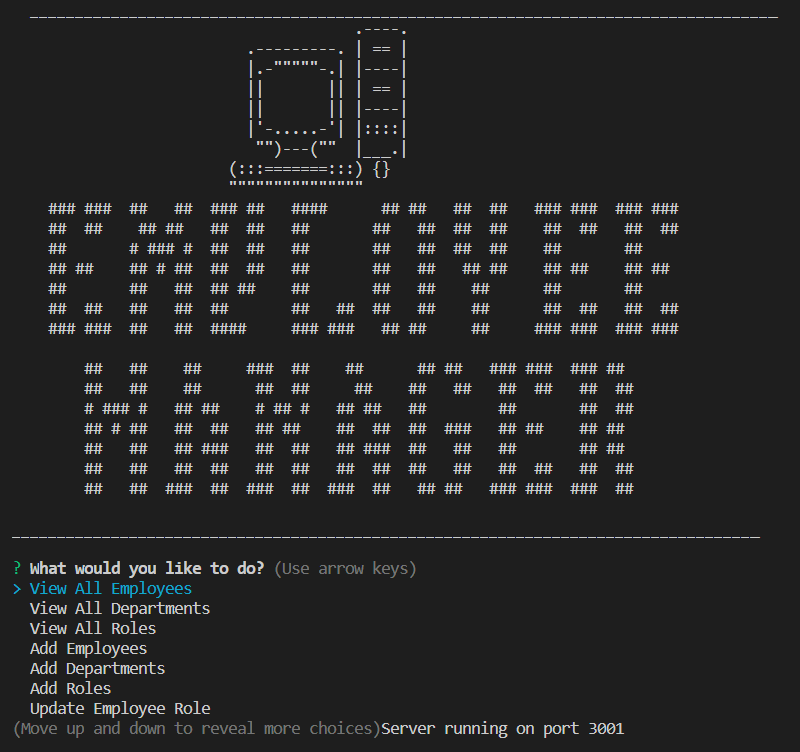 EMPLOYEE
MANAGER
? What would you like to do? (Use arrow keys)
> View All Employees
View All Departments
View All Roles
Add Employees
Add Departments
Add Roles
Update Employee Role
(Move up and down to reveal more choices)Server running on port 3001